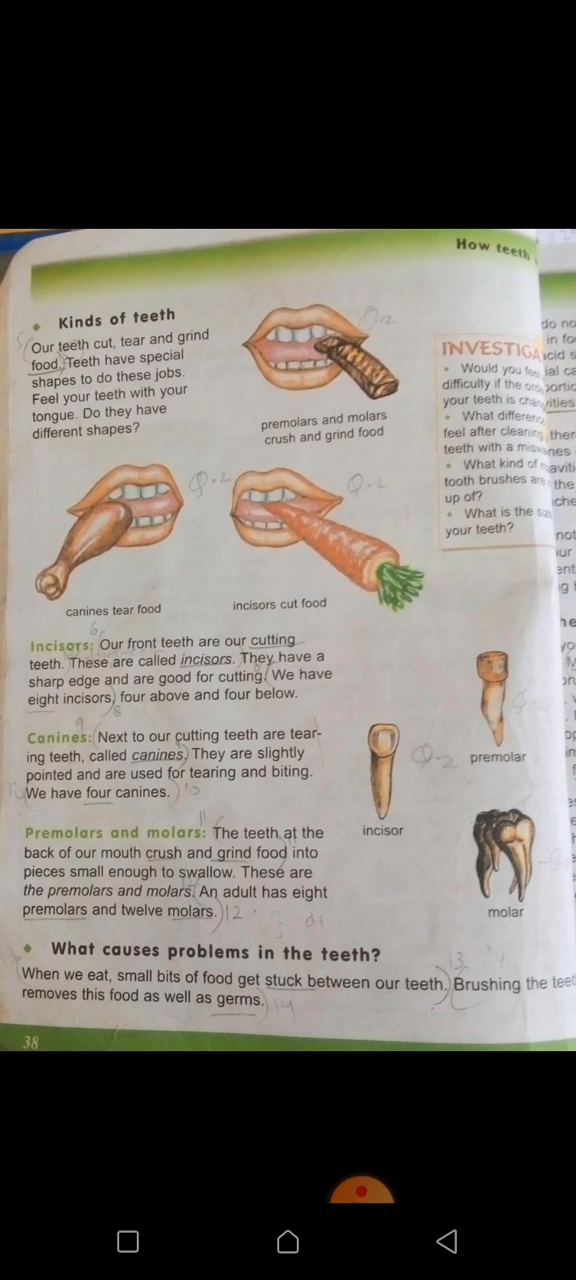 How teeth
Kinds of teeth
Our teeth cut, tear and grind
food. Teeth have special
shapes to do these jobs.
Feel your teeth with your
tongue. Do they have
different shapes?
premolars and molars
crush and grind food
INVESTIGA
• Would you
difficulty if the
your teeth is
• What
feel after cleaning
teeth with a
• What kind of
tooth brushes are
up of?
• What is the
your teeth?
canines tear food
incisors cut food
Incisors: Our front teeth are our cutting
teeth. These are called incisors. They have a
sharp edge and are good for cutting. We have
eight incisors, four above and four below.
Canines: Next to our cutting teeth are tear-
ing teeth, called canines. They are slightly
pointed and are used for tearing and biting.
We have four canines.
Premolars and molars: The teeth at the
back of our mouth crush and grind food into
pieces small enough to swallow. These are
the premolars and molars. An adult has eight
premolars and twelve molars.
12
premolar
incisor
molar
What causes problems in the teeth?
When we eat, small bits of food get stuck between our teeth. Brushing the
removes this food as well as germs.
14
38